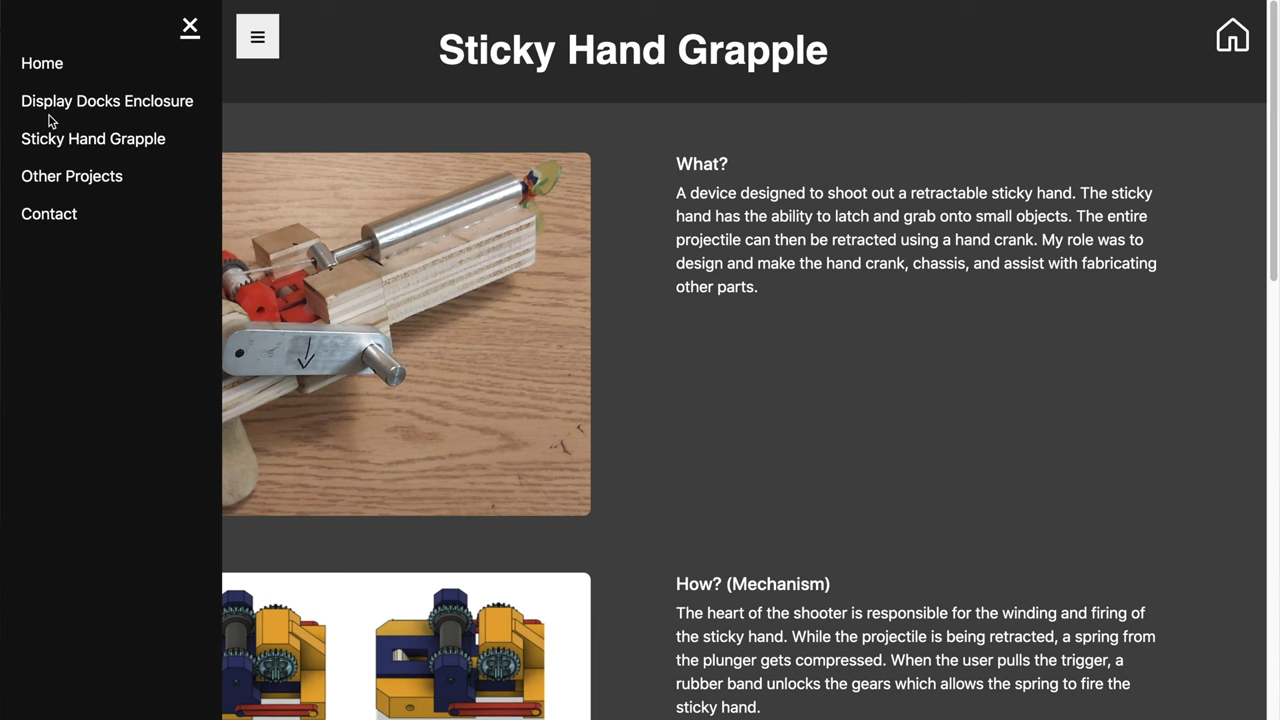 Home
Display Docks Enclosure
Sticky Hand Grapple
Other Projects
Contact
Sticky Hand Grapple
What?
A device designed to shoot out a retractable sticky hand. The sticky
hand has the ability to latch and grab onto small objects. The entire
projectile can then be retracted using a hand crank. My role was to
design and make the hand crank, chassis, and assist with fabricating
other parts.
How? (Mechanism)
The heart of the shooter is responsible for the winding and firing of
the sticky hand. While the projectile is being retracted, a spring from
the plunger gets compressed. When the user pulls the trigger, a
rubber band unlocks the gears which allows the spring to fire the
sticky hand.